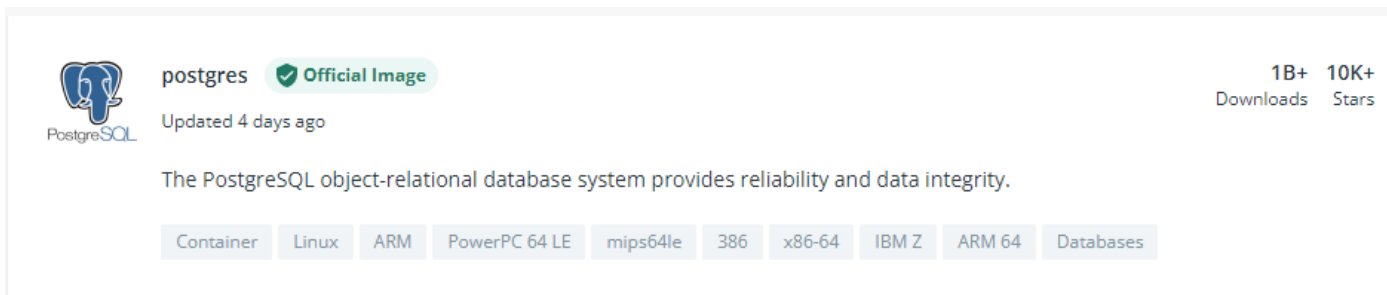 postgres Official Image 1B+ 10K+
PostgreSQL Updated 4 days ago Downloads Stars
The PostgreSQL object-relational database system provides reliability and data integrity.
Container Linux ARM PowerPC 64 LE mips64le 386 x86-64 IBM Z ARM 64 Databases